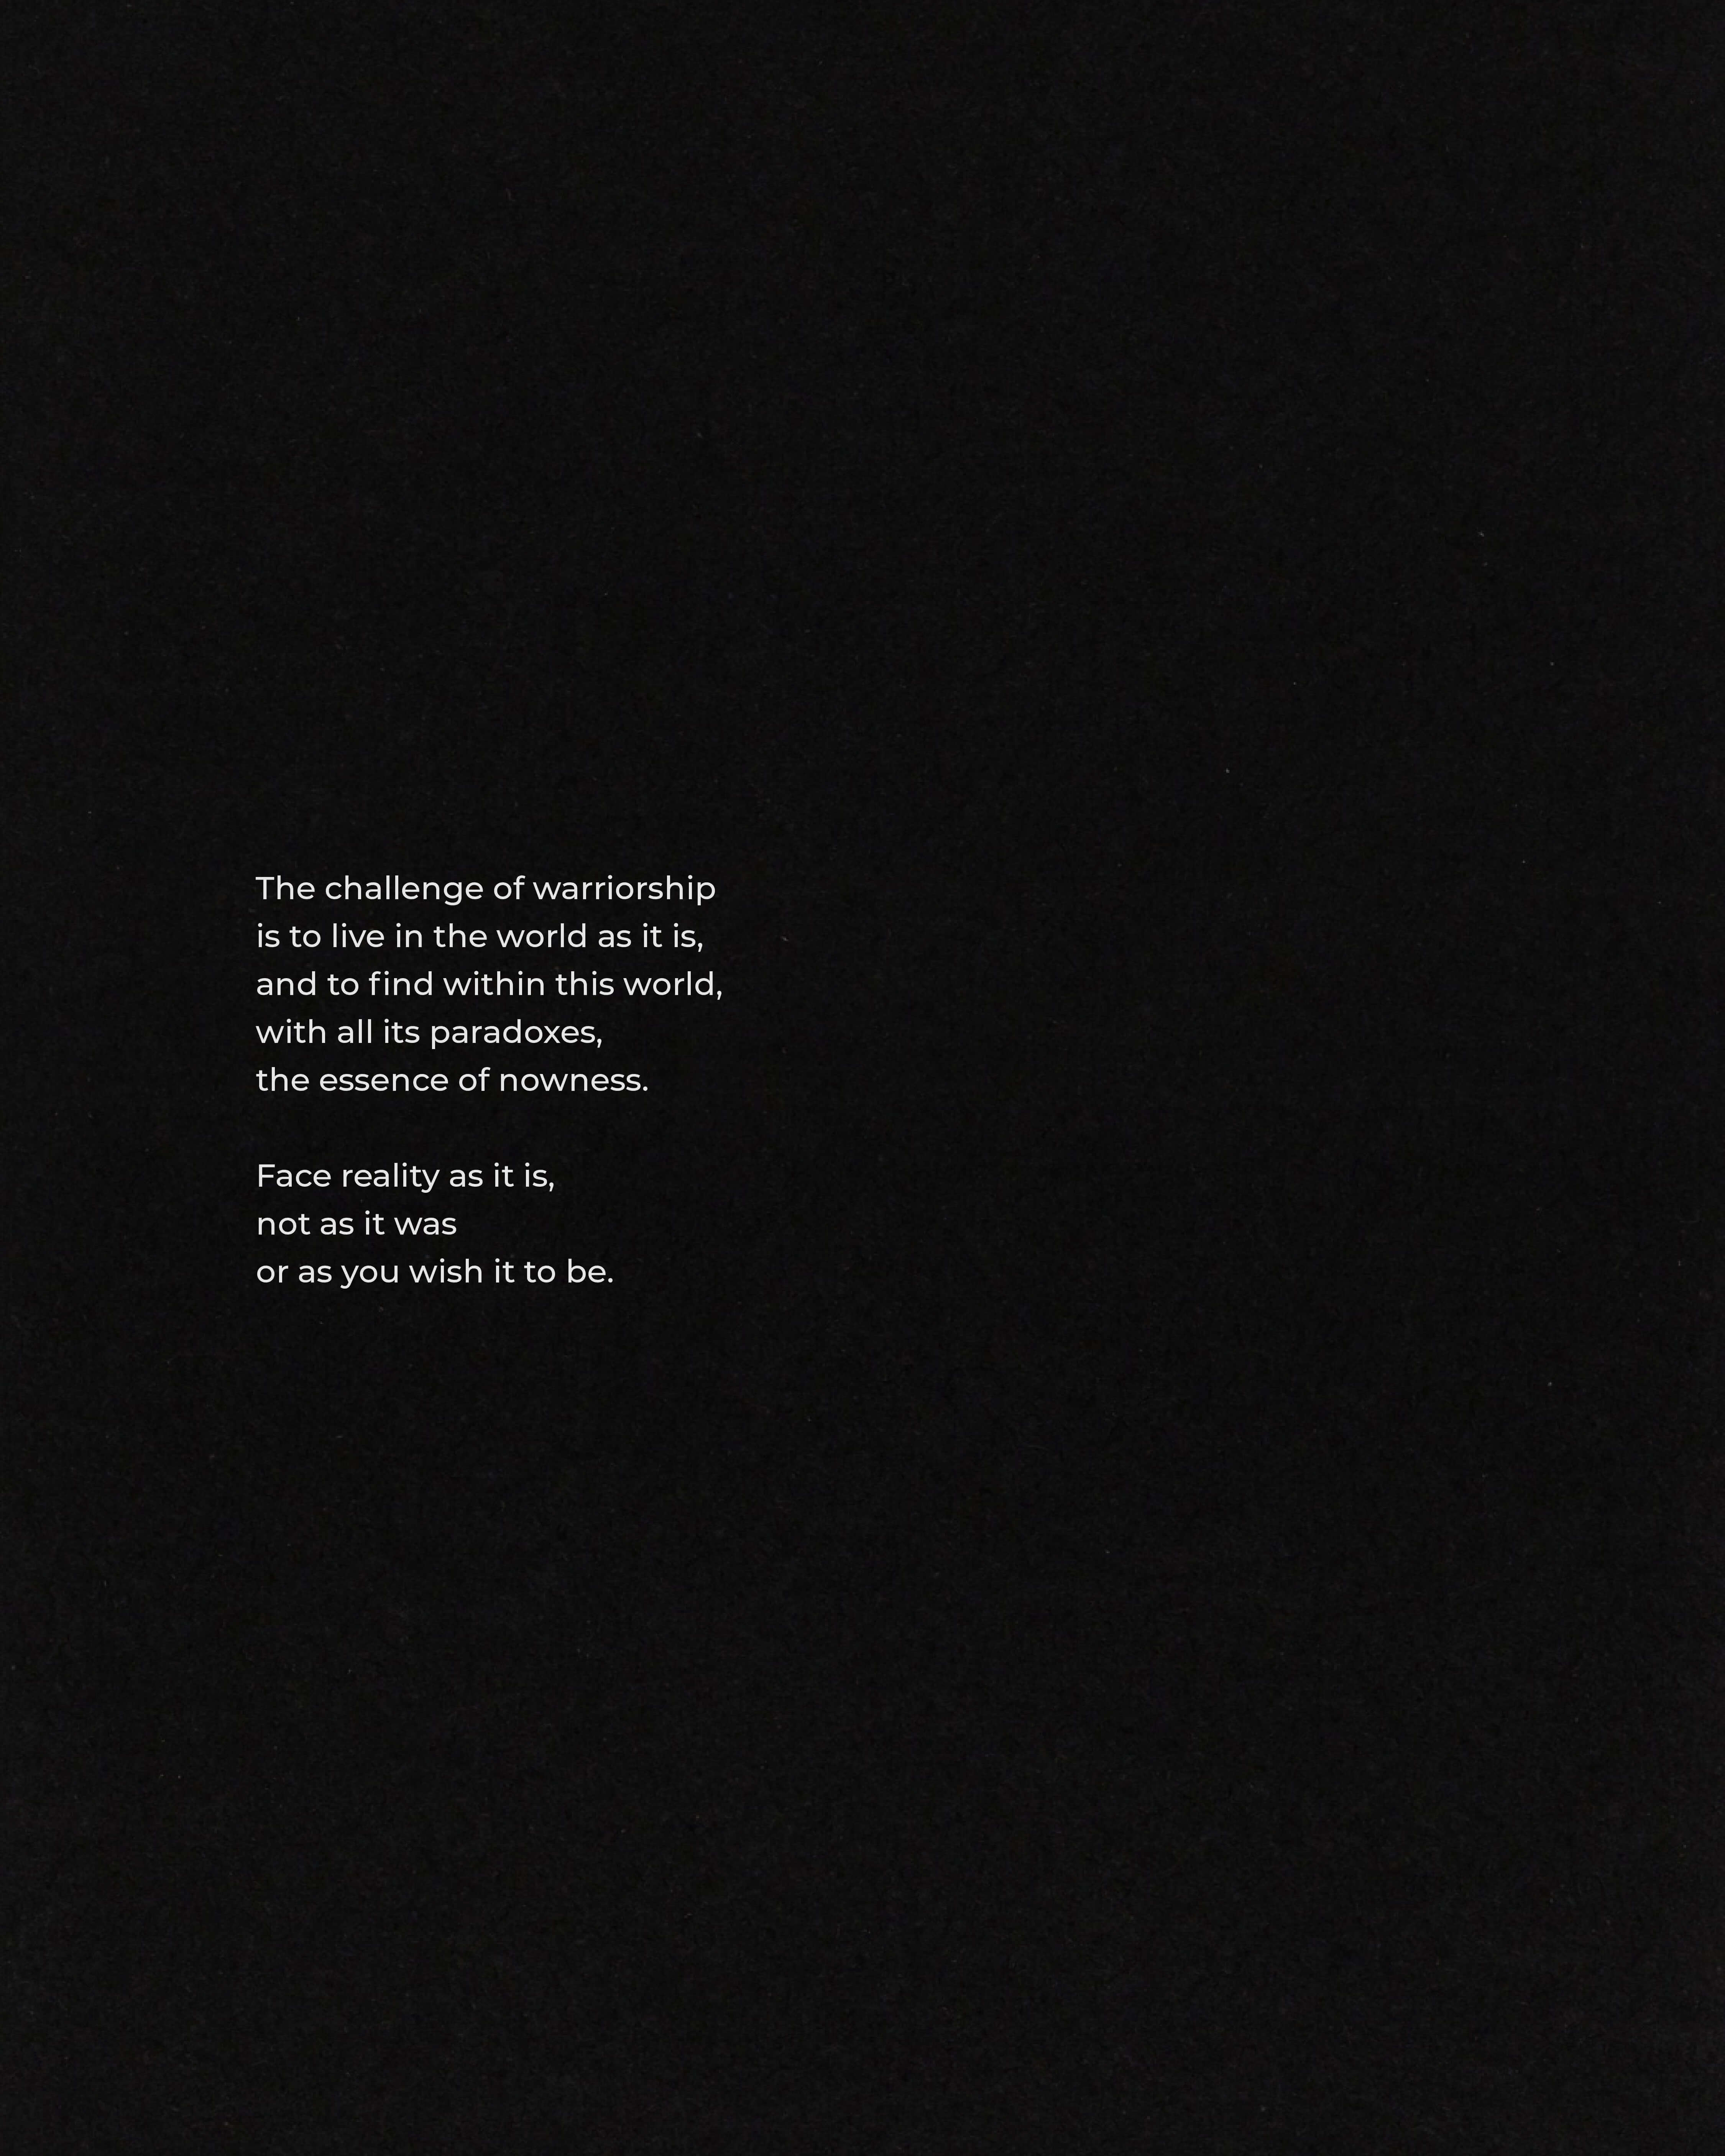 The challenge of warriorship
is to live in the world as it is,
and to find within this world,
with all its paradoxes,
the essence of nowness.
Face reality as it is,
not as it was
or as you wish it to be.